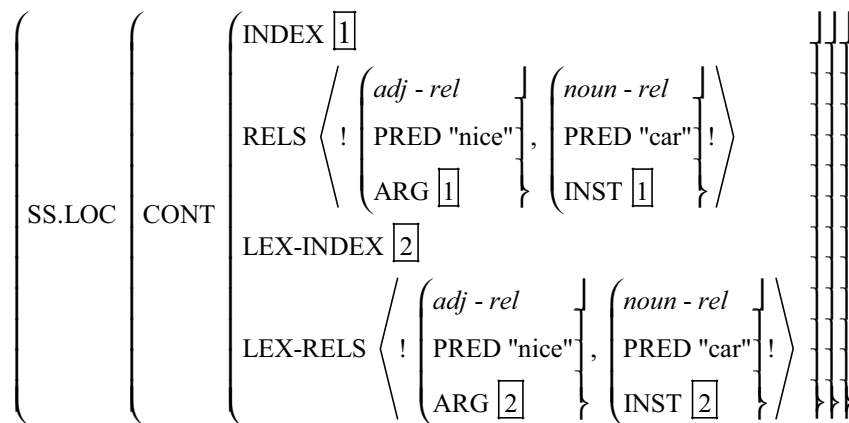 INDEX 1
adj - rel noun - rel
RELS ⟨ ! PRED "nice" , PRED "car" ! ⟩
ARG 1 INST 1
SS.LOC CONT
LEX-INDEX 2
adj - rel noun - rel
LEX-RELS ⟨ ! PRED "nice" , PRED "car" ! ⟩
ARG 2 INST 2